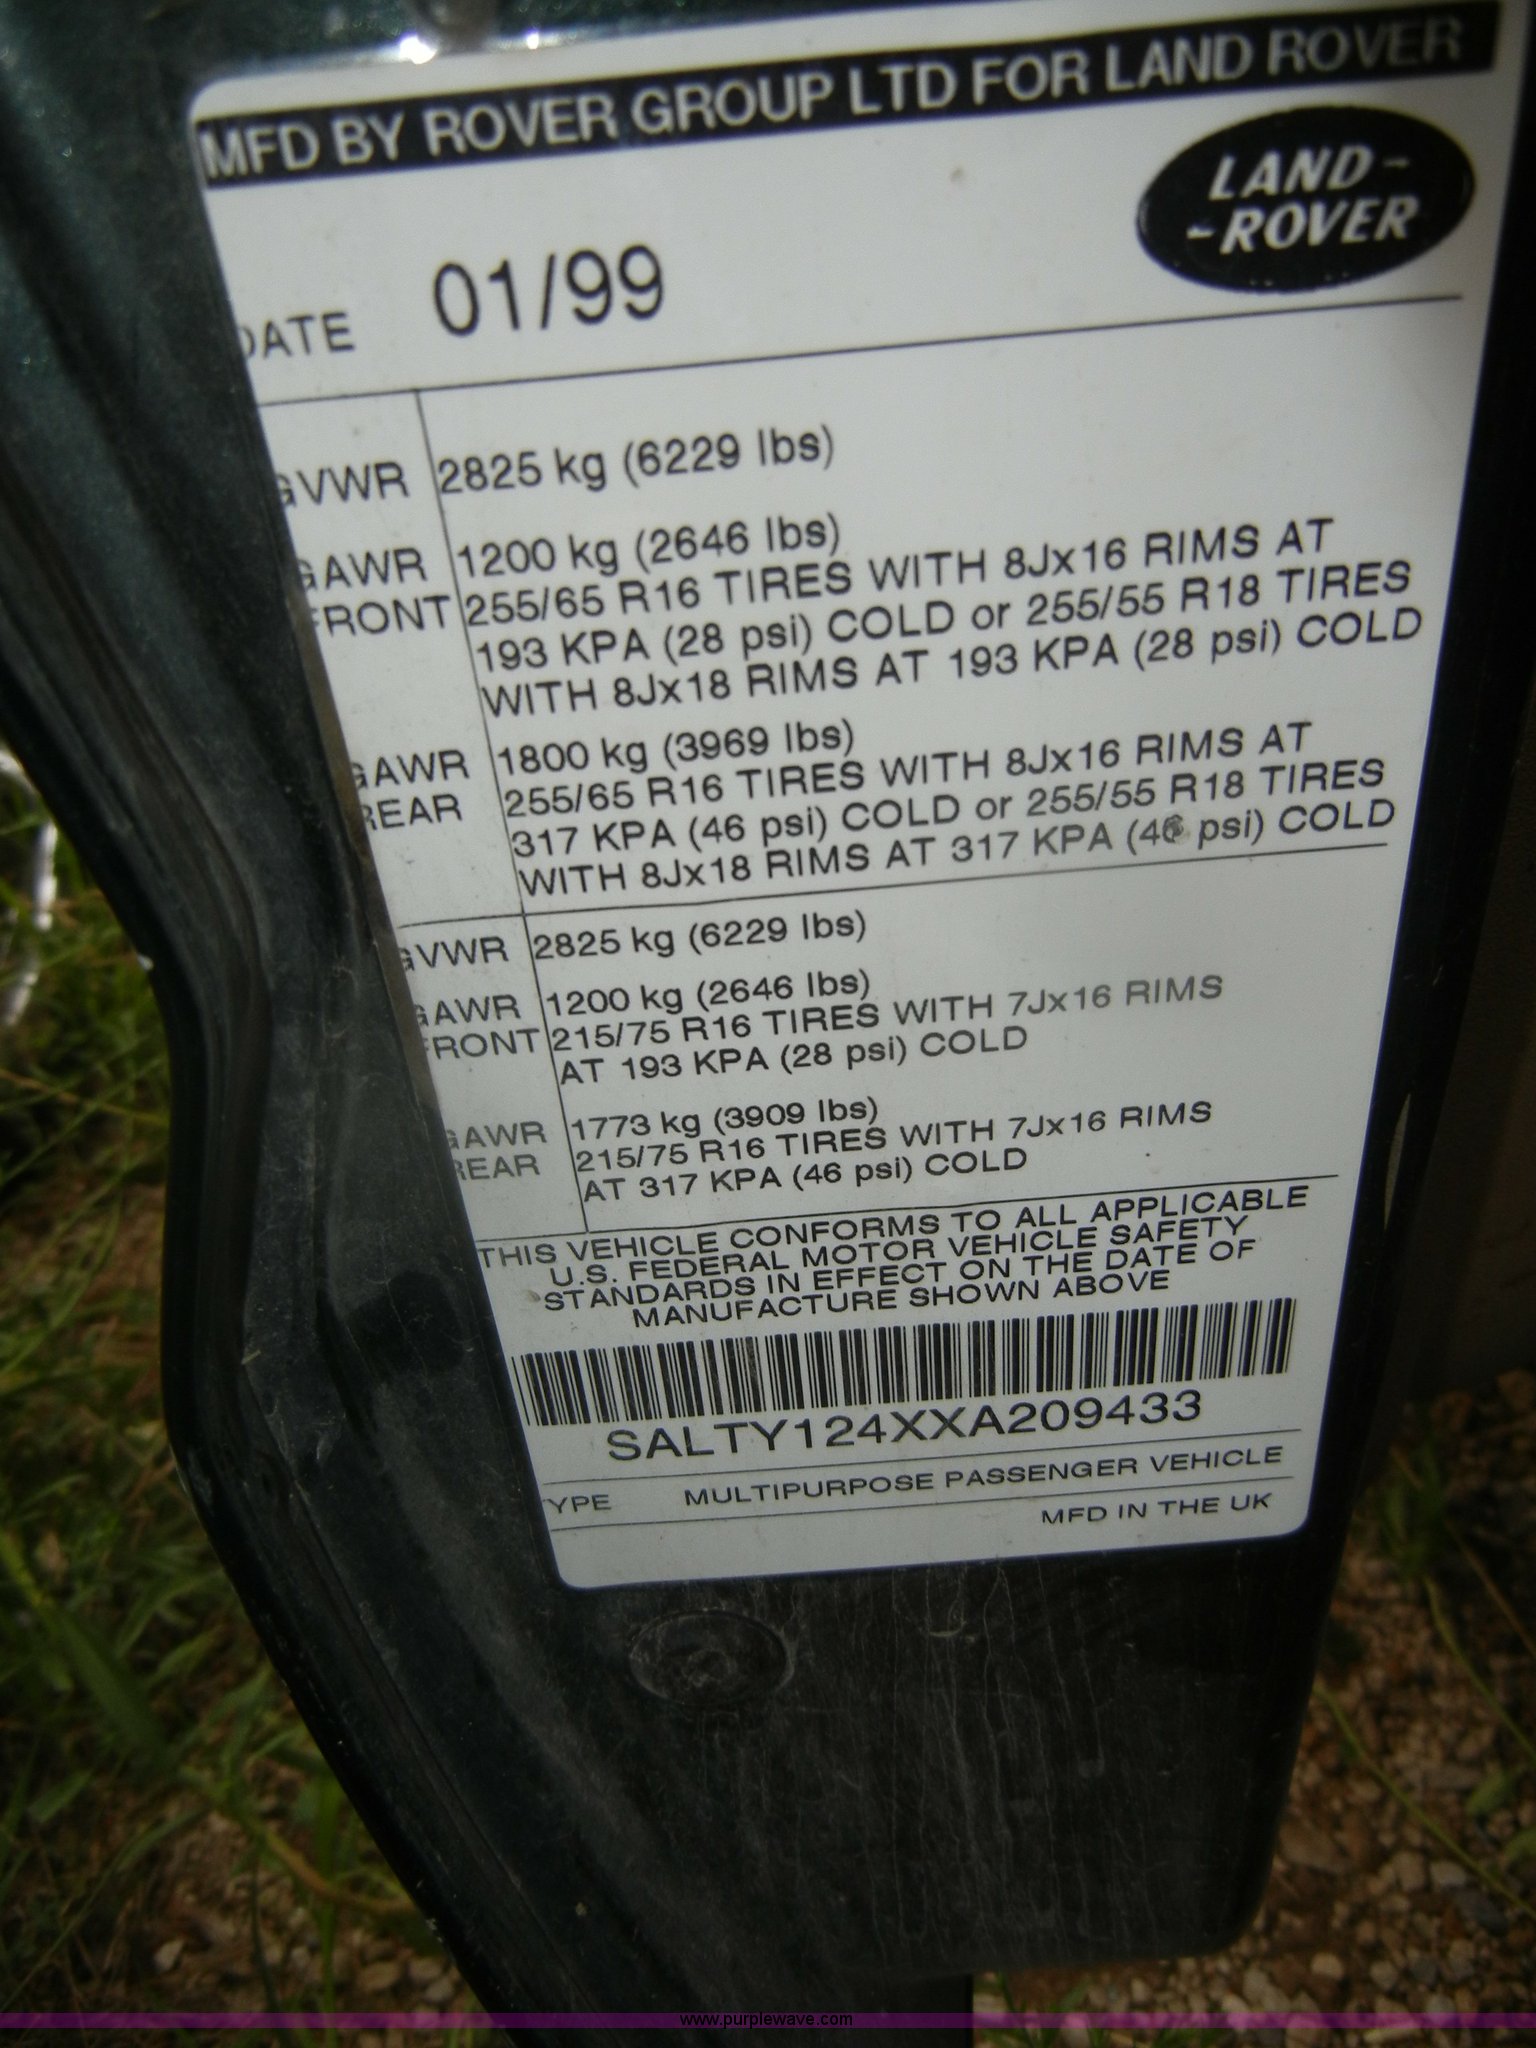 MFD BY ROVER GROUP LTD FOR LAND ROVER
LAND-
-ROVER
DATE 01/99
GVWR 2825 kg (6229 lbs)
GAWR 1200 kg (2646 lbs)
FRONT 255/65 R16 TIRES WITH 8Jx16 RIMS AT
193 KPA (28 psi) COLD or 255/55 R18 TIRES
WITH 8Jx18 RIMS AT 193 KPA (28 psi) COLD
GAWR 1800 kg (3969 lbs)
REAR 255/65 R16 TIRES WITH 8Jx16 RIMS AT
317 KPA (46 psi) COLD or 255/55 R18 TIRES
WITH 8Jx18 RIMS AT 317 KPA (46 psi) COLD
GVWR 2825 kg (6229 lbs)
GAWR 1200 kg (2646 lbs)
FRONT 215/75 R16 TIRES WITH 7Jx16 RIMS
AT 193 KPA (28 psi) COLD
GAWR 1773 kg (3909 lbs)
REAR 215/75 R16 TIRES WITH 7Jx16 RIMS
AT 317 KPA (46 psi) COLD
THIS VEHICLE CONFORMS TO ALL APPLICABLE
U.S. FEDERAL MOTOR VEHICLE SAFETY
STANDARDS IN EFFECT ON THE DATE OF
MANUFACTURE SHOWN ABOVE
SALTY124XXA209433
YPE MULTIPURPOSE PASSENGER VEHICLE
MFD IN THE UK
www.purplewave.com